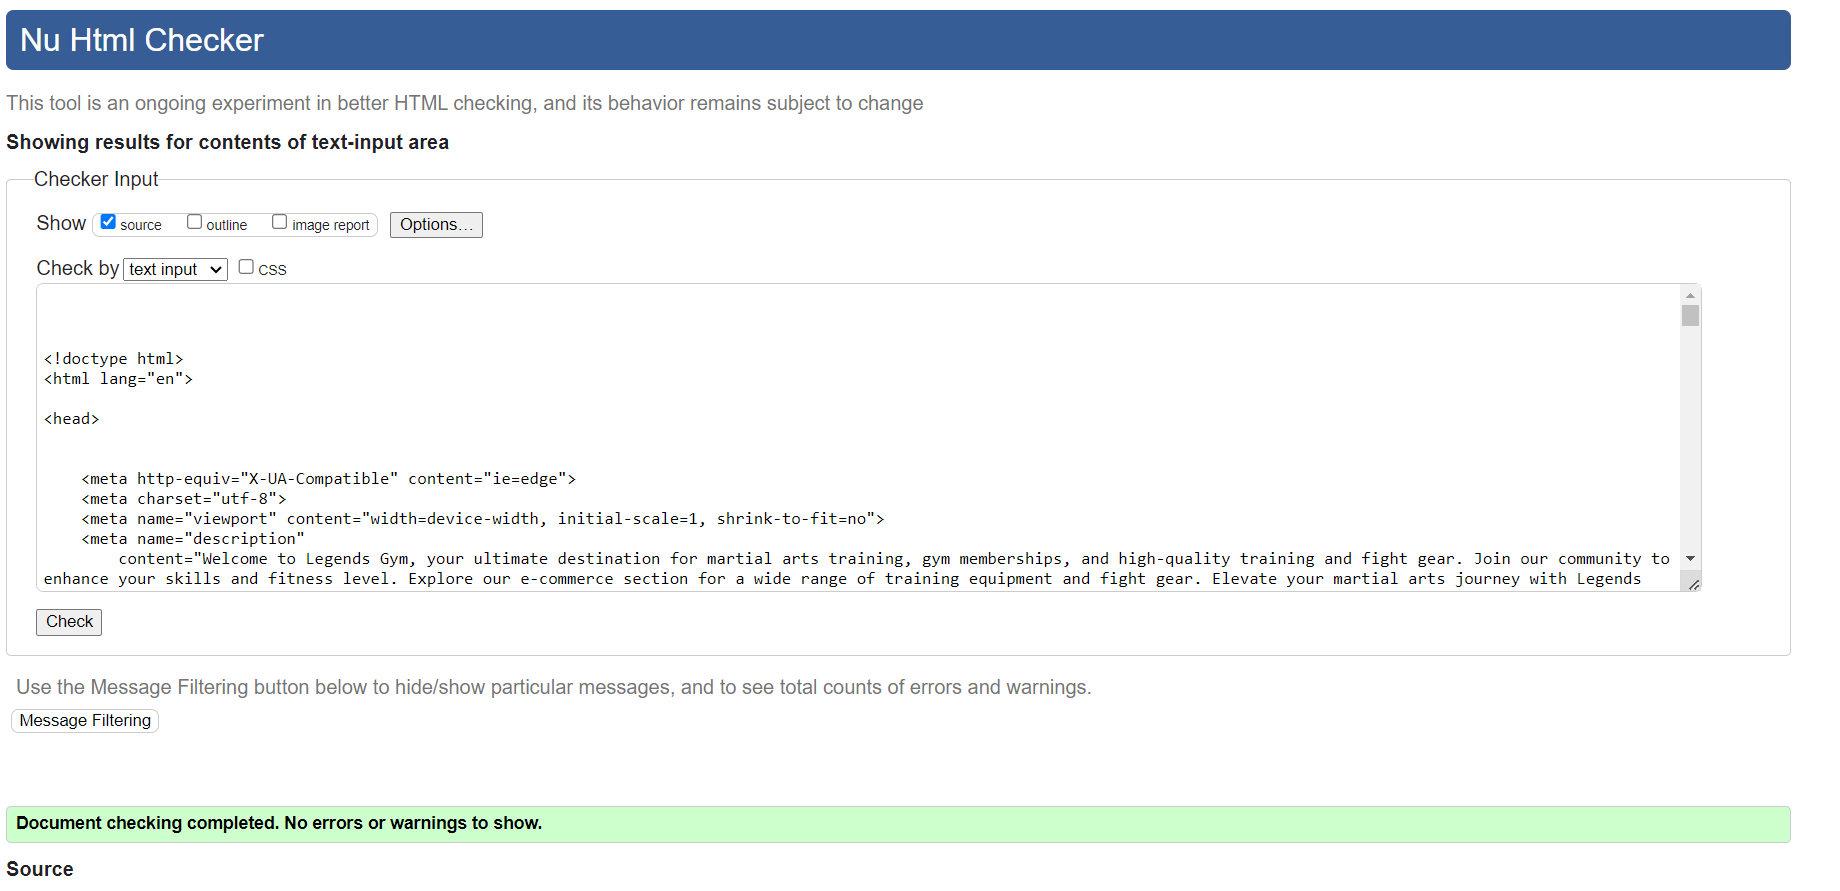 Nu Html Checker
This tool is an ongoing experiment in better HTML checking, and its behavior remains subject to change
Showing results for contents of text-input area
Checker Input
Show source outline image report Options...
Check by text input CSS
<!doctype html>
<html lang="en">
<head>
<meta http-equiv="X-UA-Compatible" content="ie=edge">
<meta charset="utf-8">
<meta name="viewport" content="width=device-width, initial-scale=1, shrink-to-fit=no">
<meta name="description"
content="Welcome to Legends Gym, your ultimate destination for martial arts training, gym memberships, and high-quality training and fight gear. Join our community to
enhance your skills and fitness level. Explore our e-commerce section for a wide range of training equipment and fight gear. Elevate your martial arts journey with Legends
Check
Use the Message Filtering button below to hide/show particular messages, and to see total counts of errors and warnings.
Message Filtering
Document checking completed. No errors or warnings to show.
Source